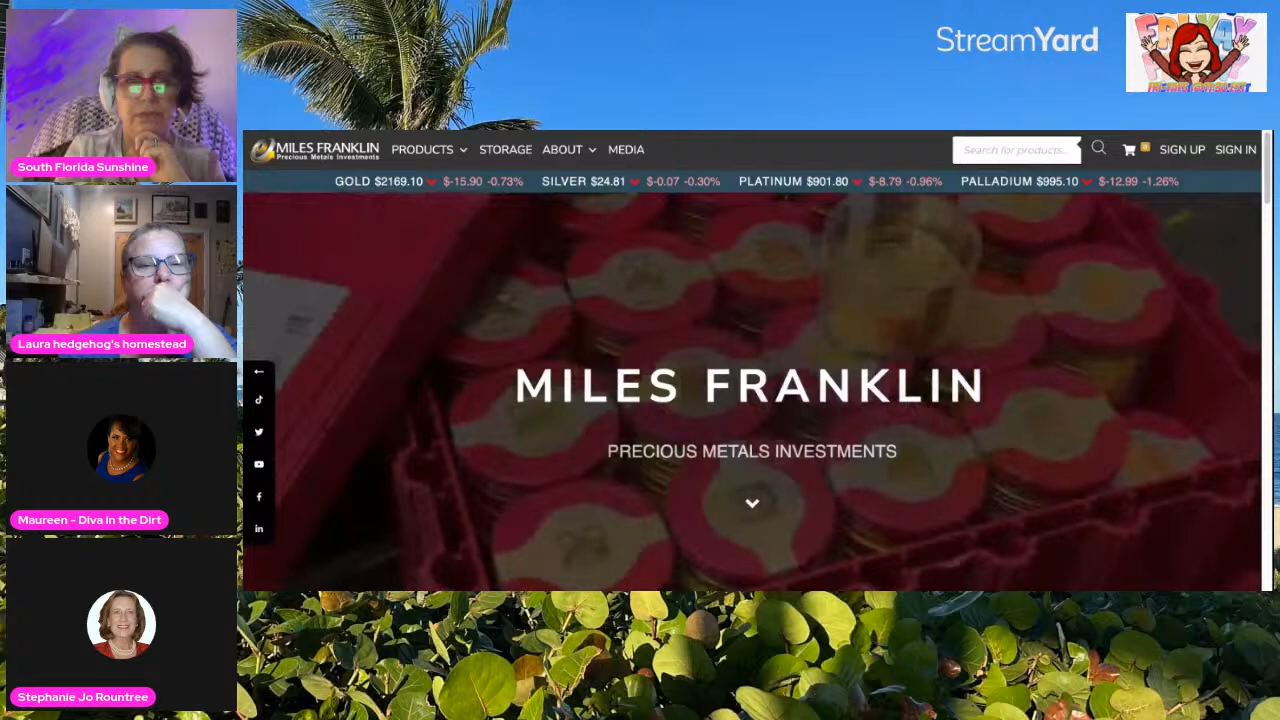 StreamYard
FRI-YAY
South Florida Sunshine
Laura hedgehog's homestead
Maureen - Diva In the Dirt
Stephanie Jo Rountree
MILES FRANKLIN
Precious Metals Investments
PRODUCTS STORAGE ABOUT MEDIA
Search for products...
SIGN UP SIGN IN
GOLD $2169.10 $-15.90 -0.73% SILVER $24.81 $-0.07 -0.30% PLATINUM $901.80 $-8.79 -0.96% PALLADIUM $995.10 $-12.99 -1.26%
MILES FRANKLIN
PRECIOUS METALS INVESTMENTS